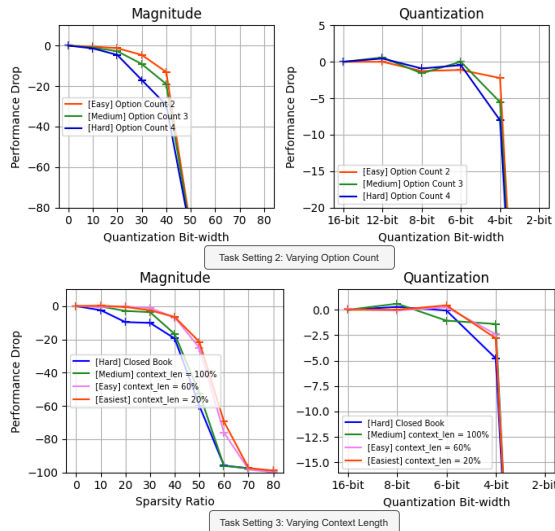 Magnitude
Performance Drop
0
-20
-40
-60
-80
[Easy] Option Count 2
[Medium] Option Count 3
[Hard] Option Count 4
0 10 20 30 40 50 60 70 80
Quantization Bit-width
Quantization
Performance Drop
5
0
-5
-10
-15
-20
[Easy] Option Count 2
[Medium] Option Count 3
[Hard] Option Count 4
16-bit 12-bit 8-bit 6-bit 4-bit 2-bit
Quantization Bit-width
Task Setting 2: Varying Option Count
Magnitude
Performance Drop
0
-20
-40
-60
-80
-100
[Hard] Closed Book
[Medium] context_len = 100%
[Easy] context_len = 60%
[Easiest] context_len = 20%
0 10 20 30 40 50 60 70 80
Sparsity Ratio
Quantization
Performance Drop
0.0
-2.5
-5.0
-7.5
-10.0
-12.5
-15.0
[Hard] Closed Book
[Medium] context_len = 100%
[Easy] context_len = 60%
[Easiest] context_len = 20%
16-bit 12-bit 8-bit 6-bit 4-bit 2-bit
Quantization Bit-width
Task Setting 3: Varying Context Length